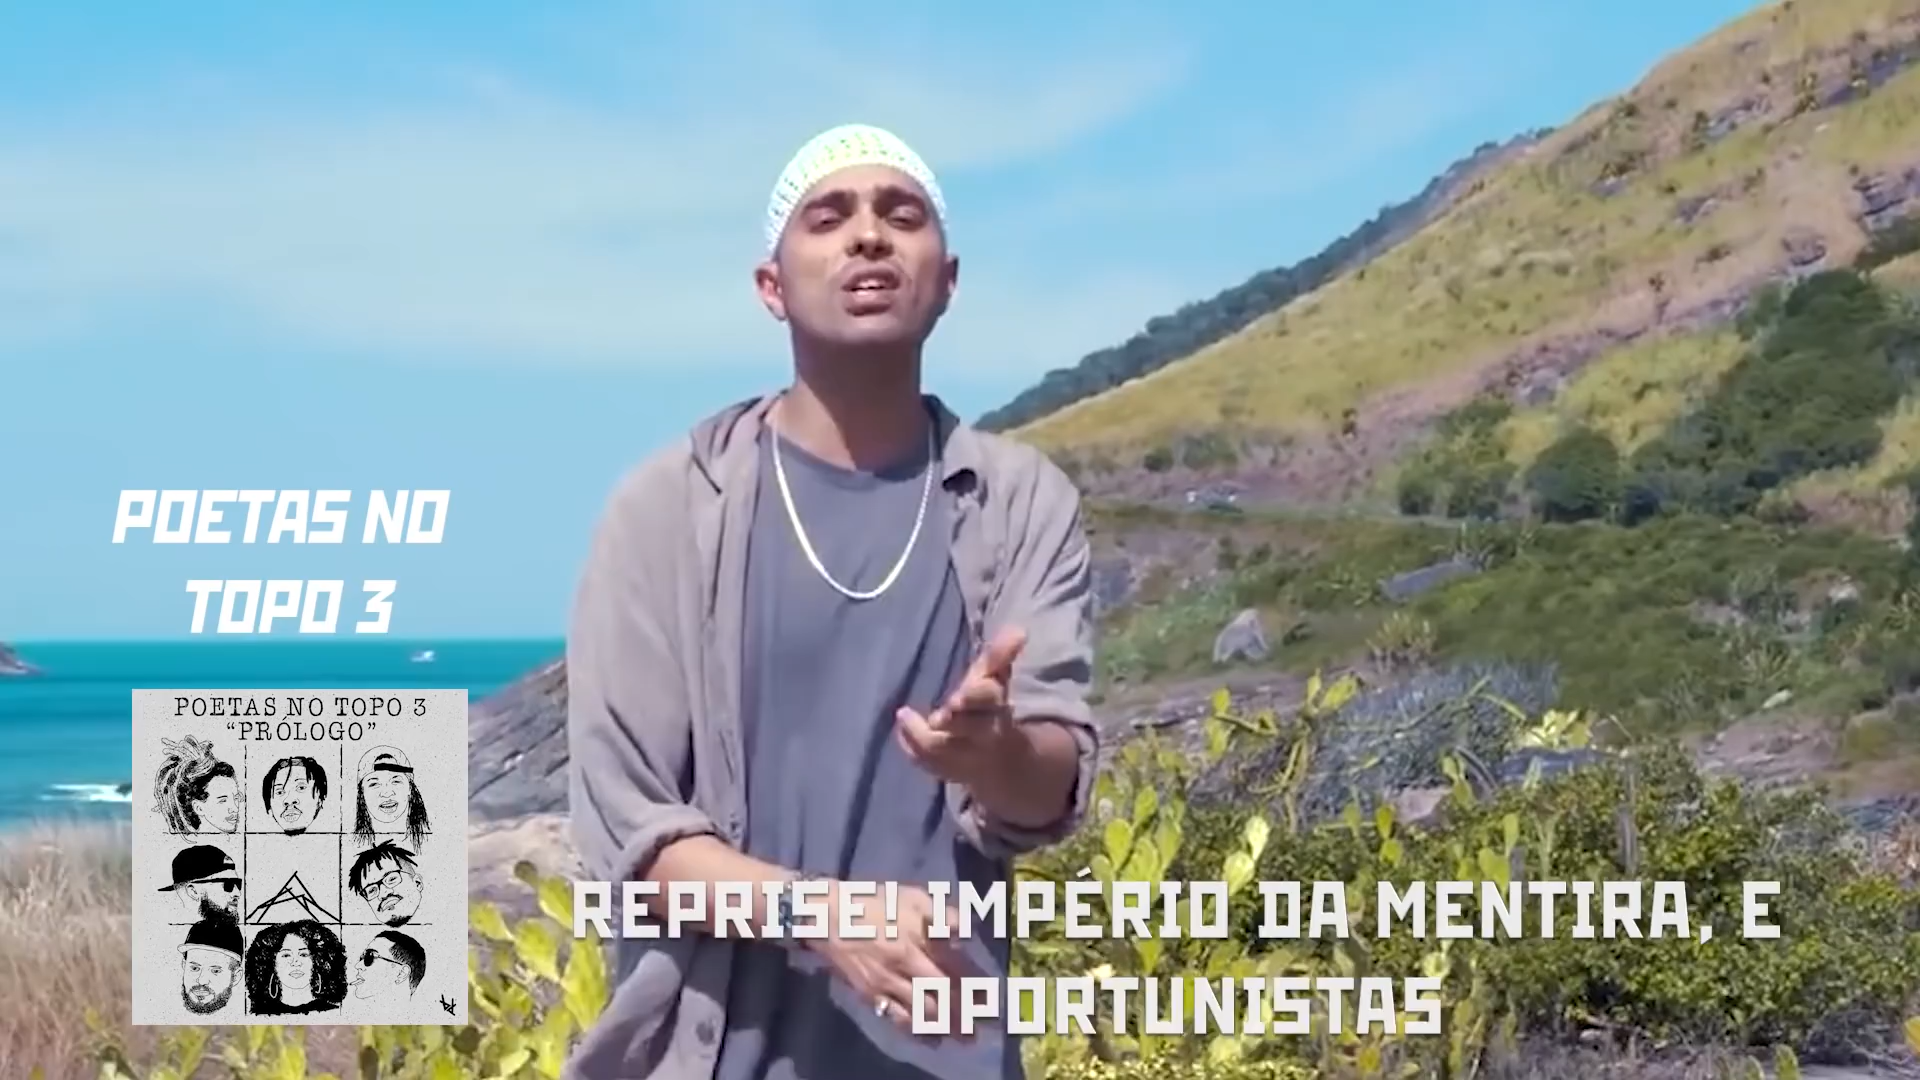 POETAS NO
TOPO 3
POETAS NO TOPO 3
“PRÓLOGO”
REPRISE! IMPÉRIO DA MENTIRA, E
OPORTUNISTAS